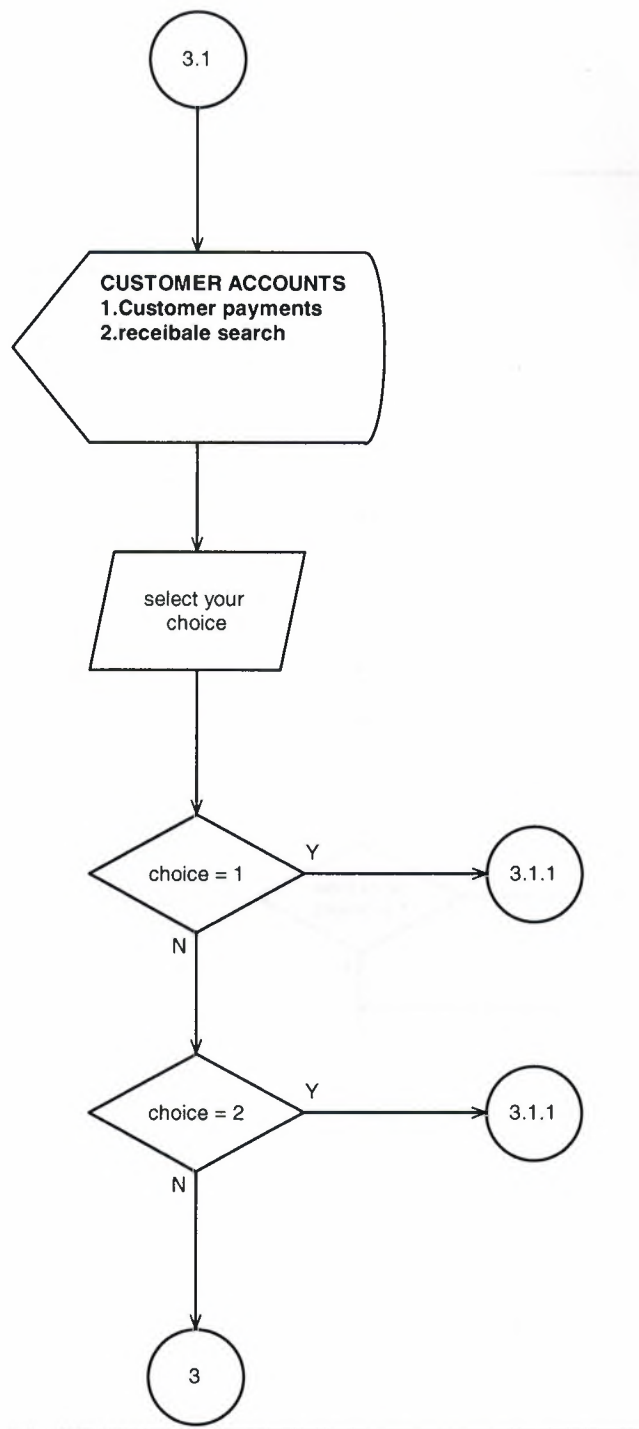 3.1
CUSTOMER ACCOUNTS
1.Customer payments
2.receibale search
select your
choice
choice = 1
Y
3.1.1
N
choice = 2
Y
3.1.1
N
3